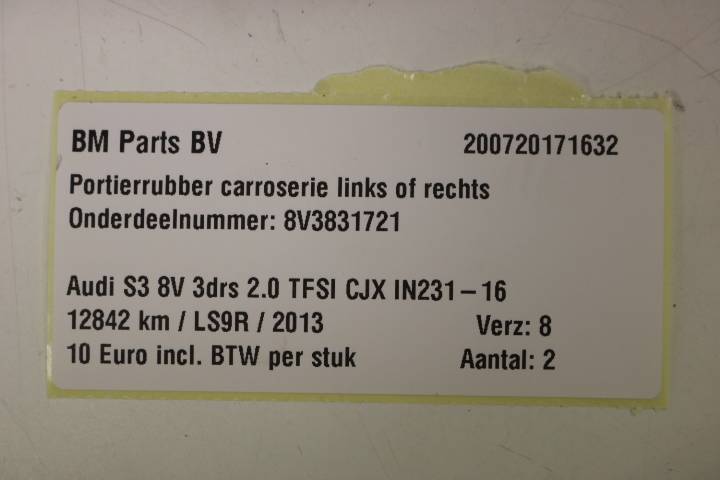 BM Parts BV 200720171632
Portierrubber carroserie links of rechts
Onderdeelnummer: 8V3831721
Audi S3 8V 3drs 2.0 TFSI CJX IN231-16
12842 km / LS9R / 2013 Verz: 8
10 Euro incl. BTW per stuk Aantal: 2